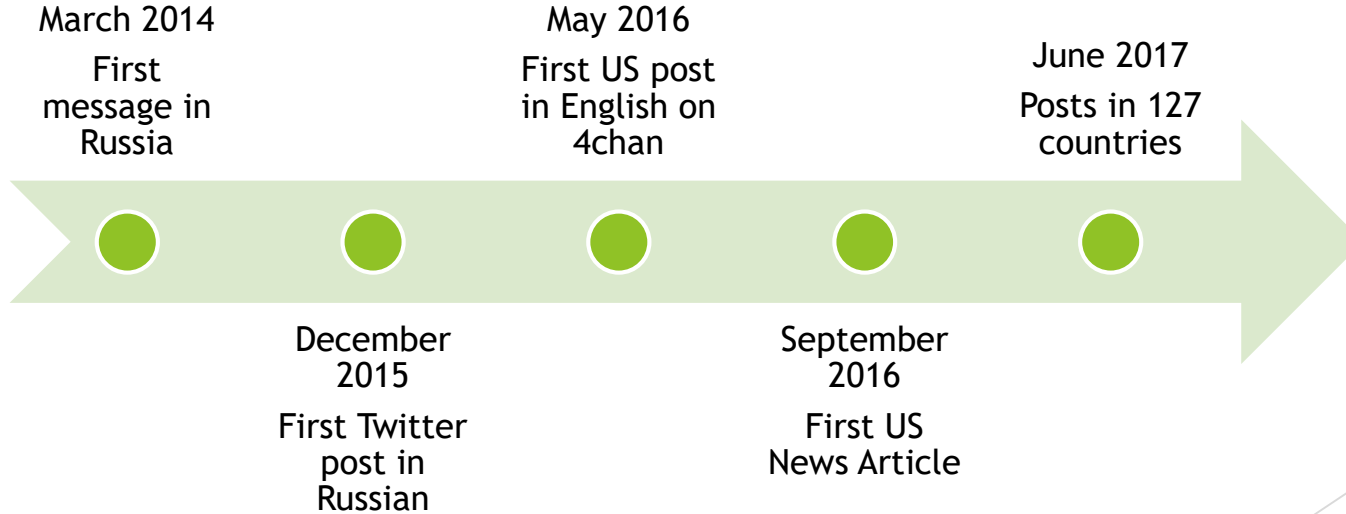 March 2014
First
message in
Russia
December
2015
First Twitter
post in
Russian
May 2016
First US post
in English on
4chan
September
2016
First US
News Article
June 2017
Posts in 127
countries